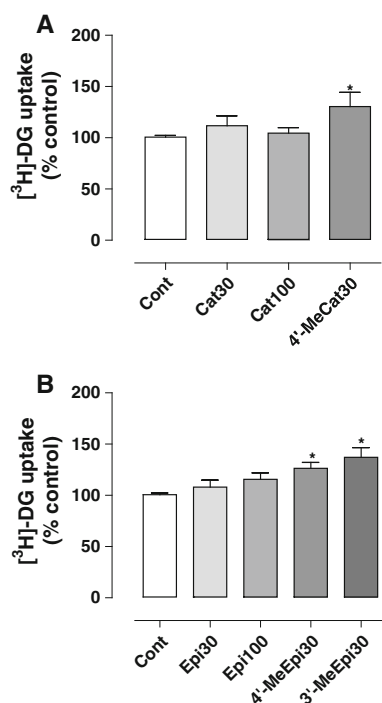 A
[³H]-DG uptake
(% control)
200
150
100
50
0
*
Cont
Cat30
Cat100
4'-MeCat30
B
[³H]-DG uptake
(% control)
200
150
100
50
0
*
*
Cont
Epi30
Epi100
4'-MeEpi30
3'-MeEpi30